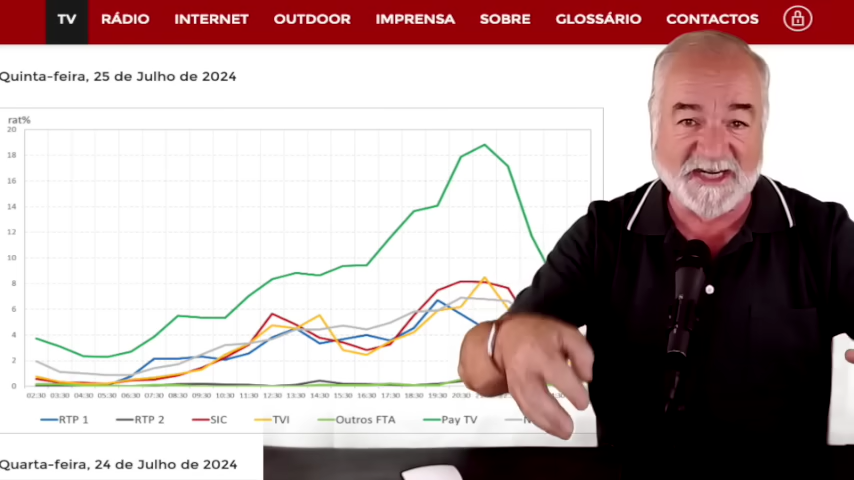 TV RÁDIO INTERNET OUTDOOR IMPRENSA SOBRE GLOSSÁRIO CONTACTOS
Quinta-feira, 25 de Julho de 2024
rat%
20
18
16
14
12
10
8
6
4
2
0
02:30 03:30 04:30 05:30 06:30 07:30 08:30 09:30 10:30 11:30 12:30 13:30 14:30 15:30 16:30 17:30 18:30 19:30 20:30
RTP 1 RTP 2 SIC TVI Outros FTA Pay TV
Quarta-feira, 24 de Julho de 2024